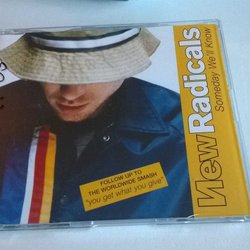 New Radicals
Someday We'll Know
FOLLOW UP TO
THE WORLDWIDE SMASH
"you get what you give"